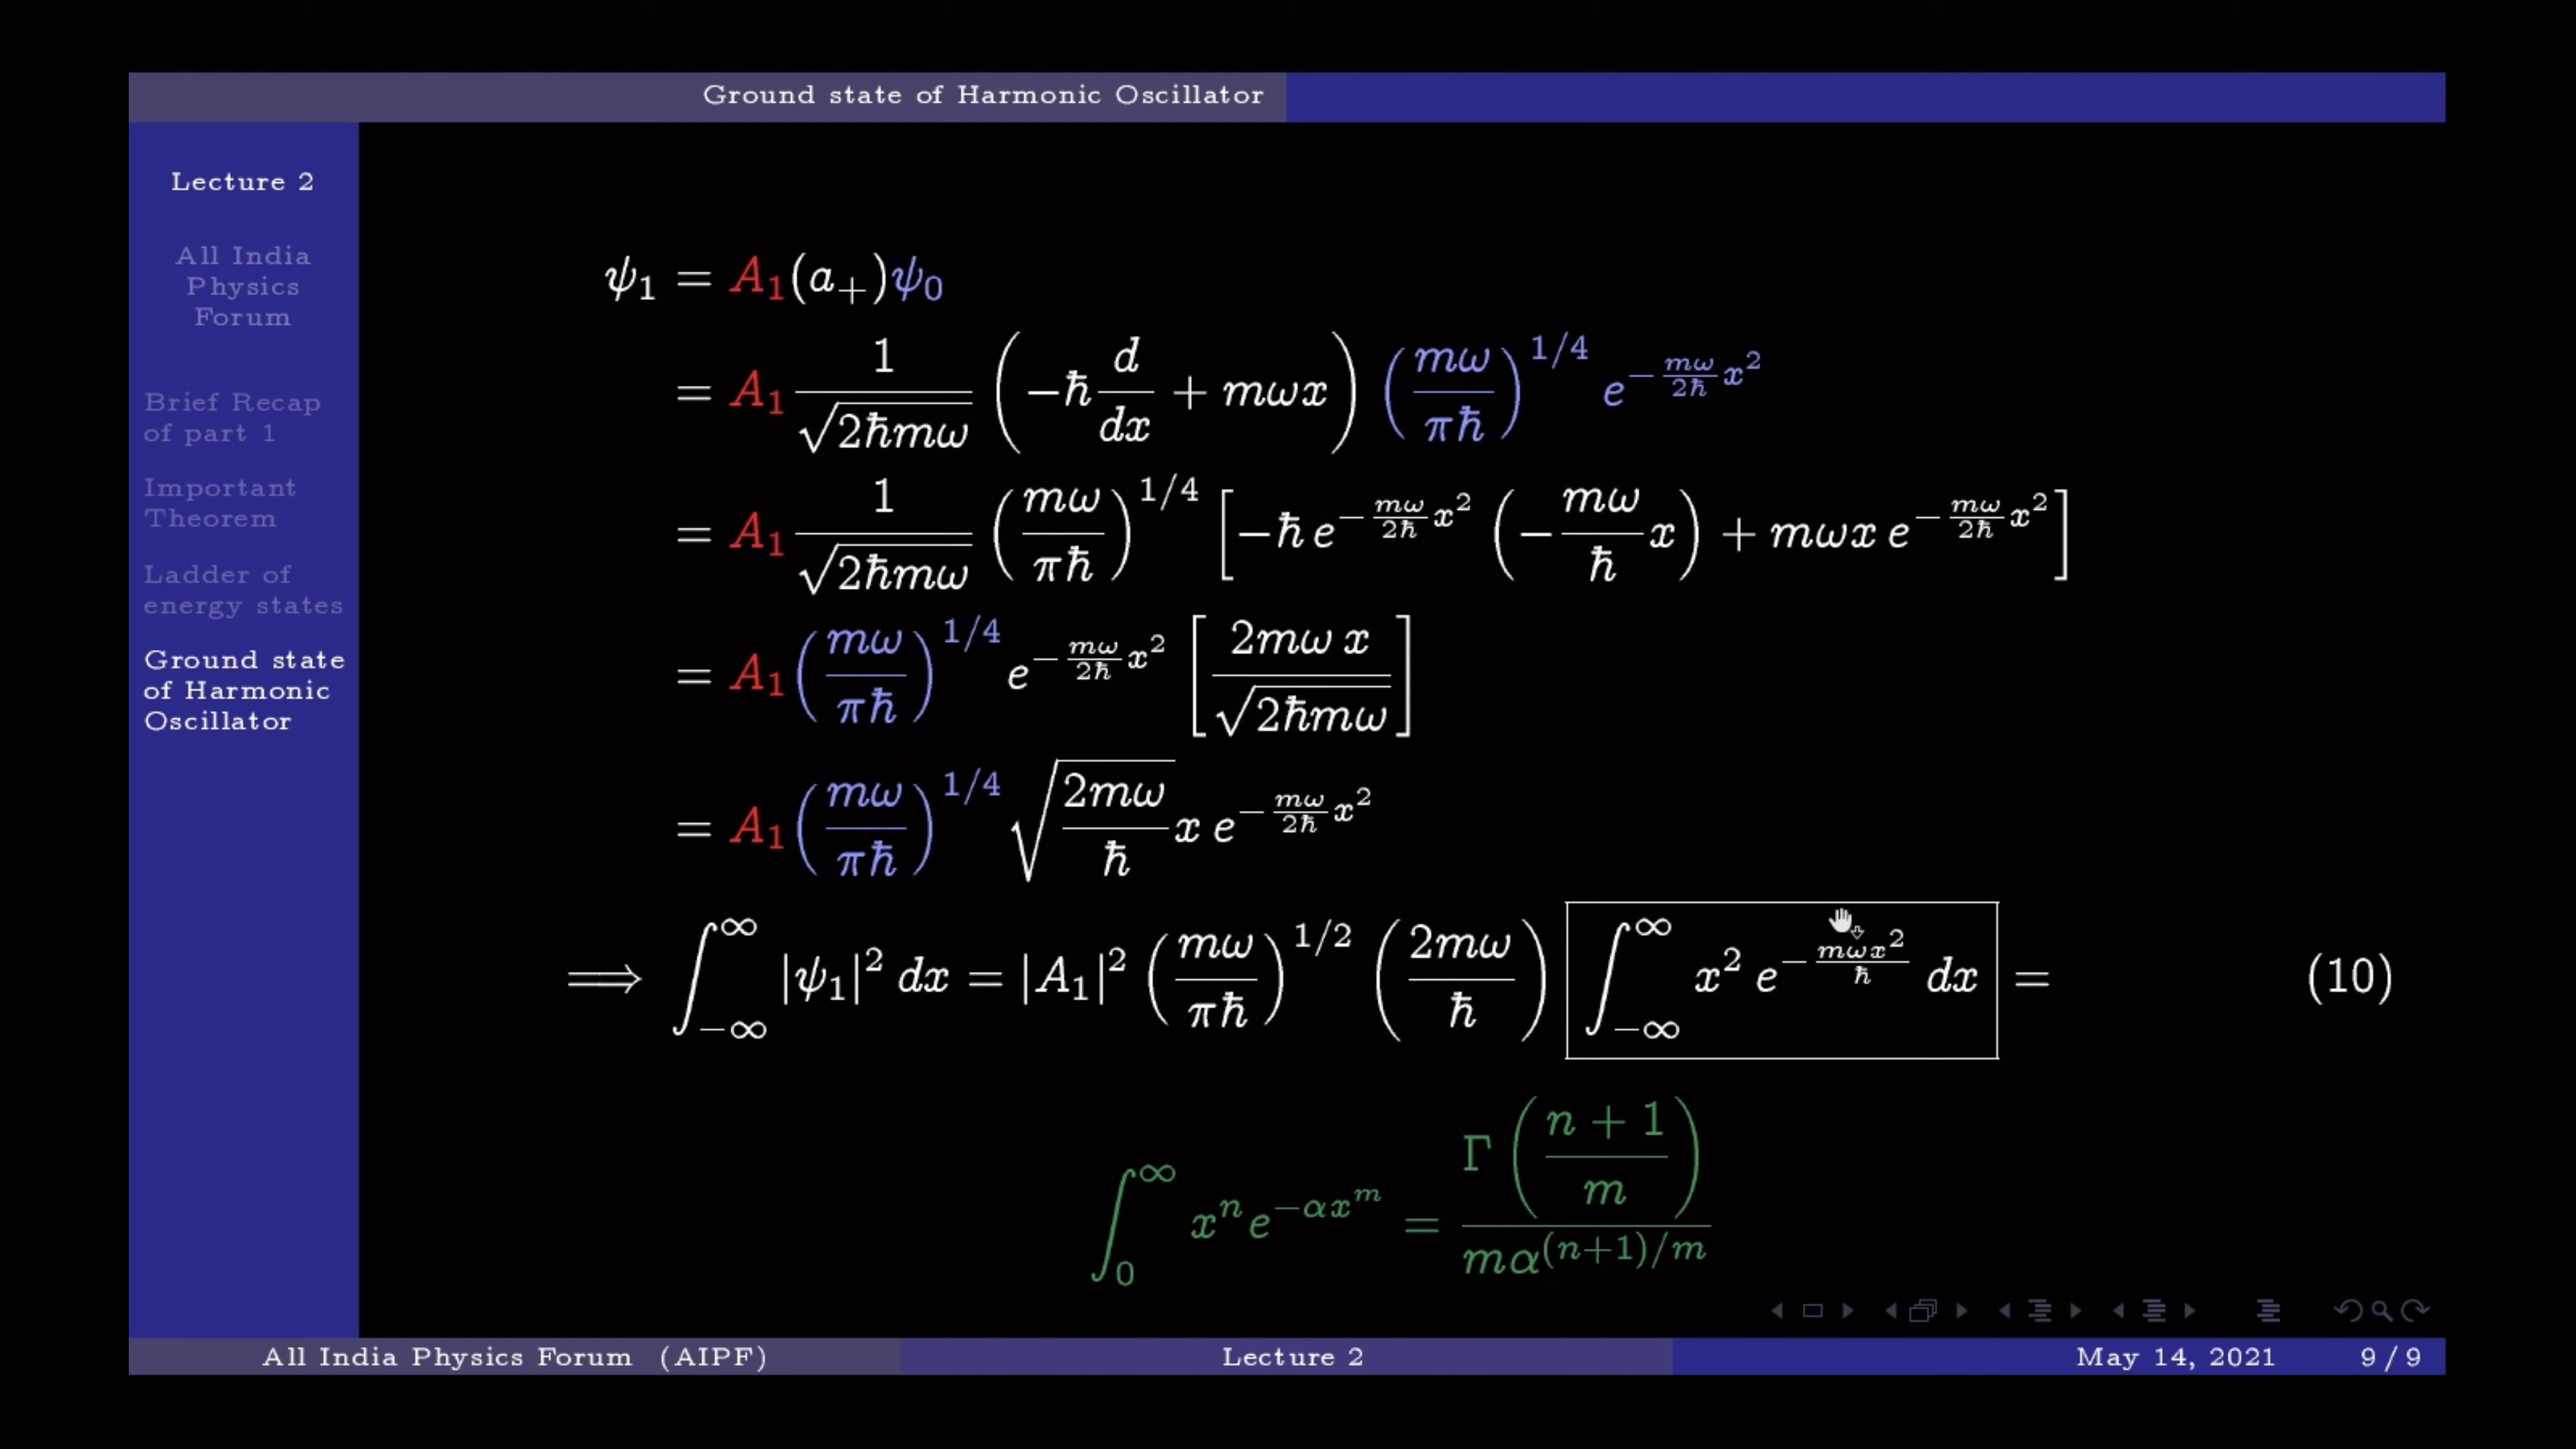 Ground state of Harmonic Oscillator
Lecture 2
All India
Physics
Forum
Brief Recap
of part 1
Important
Theorem
Ladder of
energy states
Ground state
of Harmonic
Oscillator
ψ₁ = A₁(a₊)ψ₀
= A₁ 1/√(2ħmω) (−ħ d/dx + mωx) (mω/πħ)^{1/4} e^{−(mω/2ħ)x²}
= A₁ 1/√(2ħmω) (mω/πħ)^{1/4} [−ħ e^{−(mω/2ħ)x²} (−(mω/ħ)x) + mωx e^{−(mω/2ħ)x²}]
= A₁ (mω/πħ)^{1/4} e^{−(mω/2ħ)x²} [2mω x/√(2ħmω)]
= A₁ (mω/πħ)^{1/4} √(2mω/ħ) x e^{−(mω/2ħ)x²}
⟹ ∫_{−∞}^{∞} |ψ₁|² dx = |A₁|² (mω/πħ)^{1/2} (2mω/ħ) ∫_{−∞}^{∞} x² e^{−mωx²/ħ} dx = (10)
∫_0^∞ xⁿ e^{−αx^m} = Γ((n + 1)/m) / (mα^{(n+1)/m})
All India Physics Forum (AIPF) Lecture 2 May 14, 2021 9 / 9